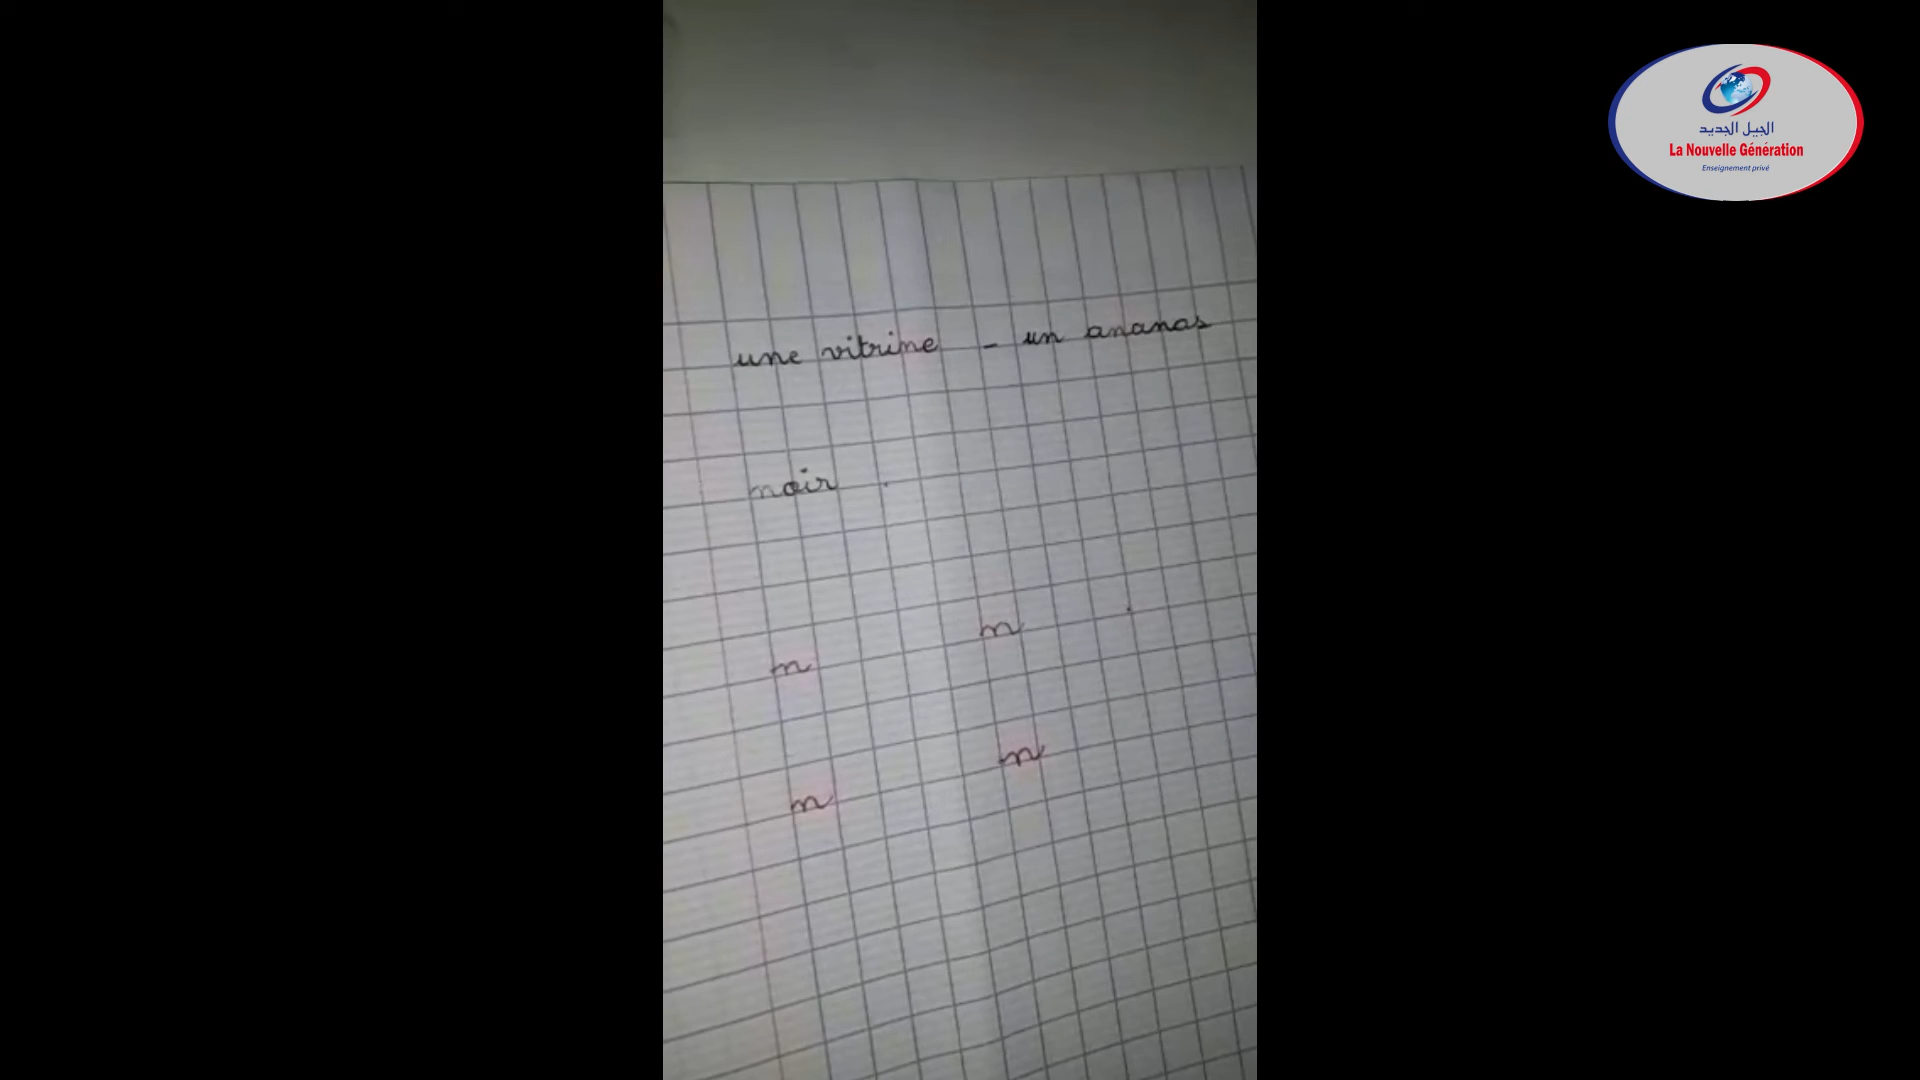 une vitrine - un ananas
noir .
n n .
n n
الجيل الجديد
La Nouvelle Génération
Enseignement privé